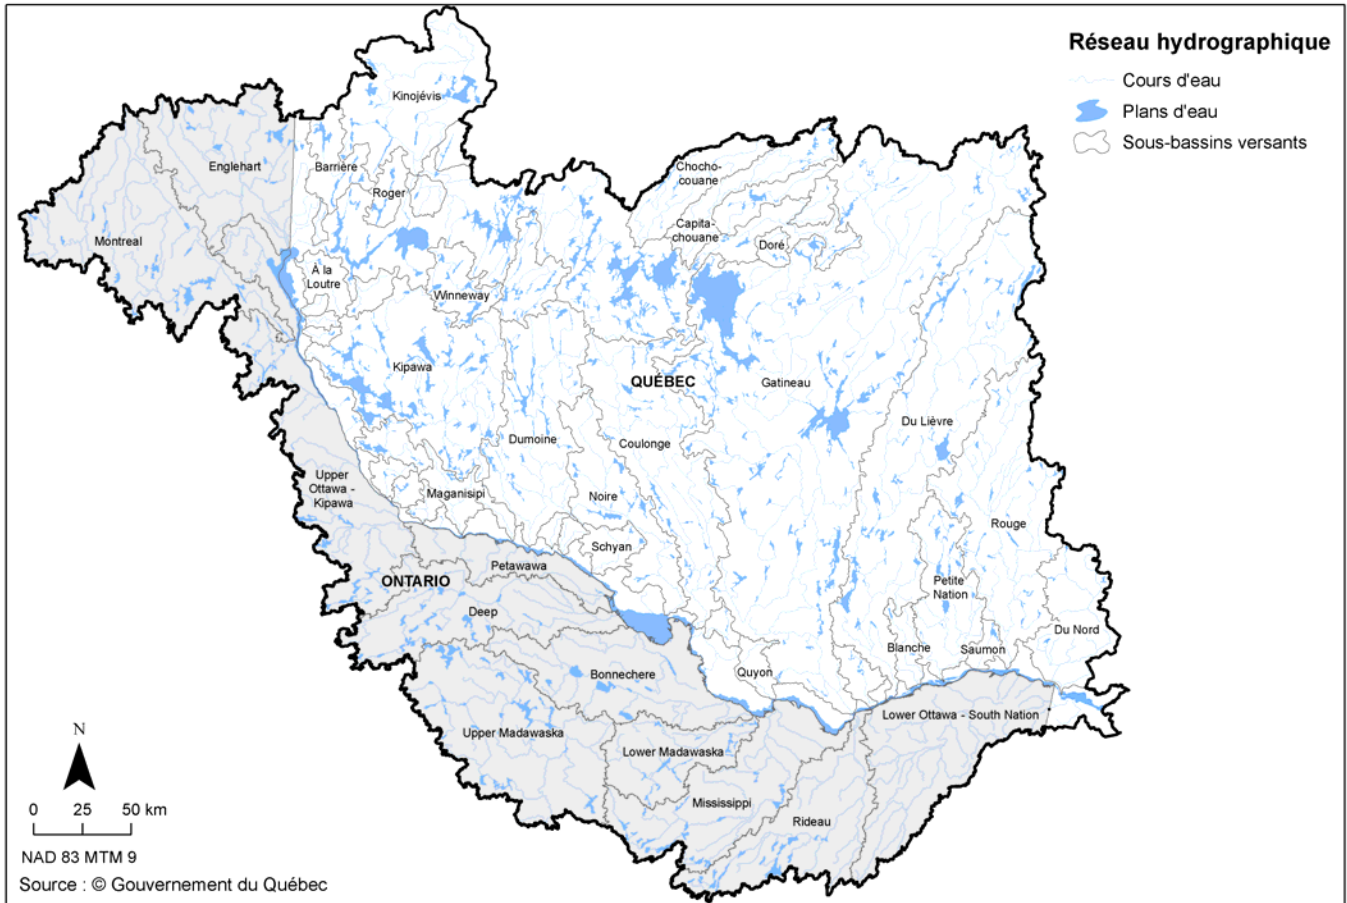 Réseau hydrographique
Cours d'eau
Plans d'eau
Sous-bassins versants
Kinojévis
Englehart
Barrière
Roger
Chocho-
couane
Capita-
chouane
Doré
Montreal
À la
Loutre
Winneway
Kipawa
QUÉBEC
Gatineau
Du Lièvre
Dumoine
Coulonge
Upper
Ottawa -
Kipawa
Maganisipi
Noire
Rouge
Schyan
Petawawa
ONTARIO
Petite
Nation
Deep
Du Nord
Blanche
Saumon
Bonnechere
Quyon
Lower Ottawa - South Nation
Upper Madawaska
Lower Madawaska
Mississippi
Rideau
N
0 25 50 km
NAD 83 MTM 9
Source : © Gouvernement du Québec